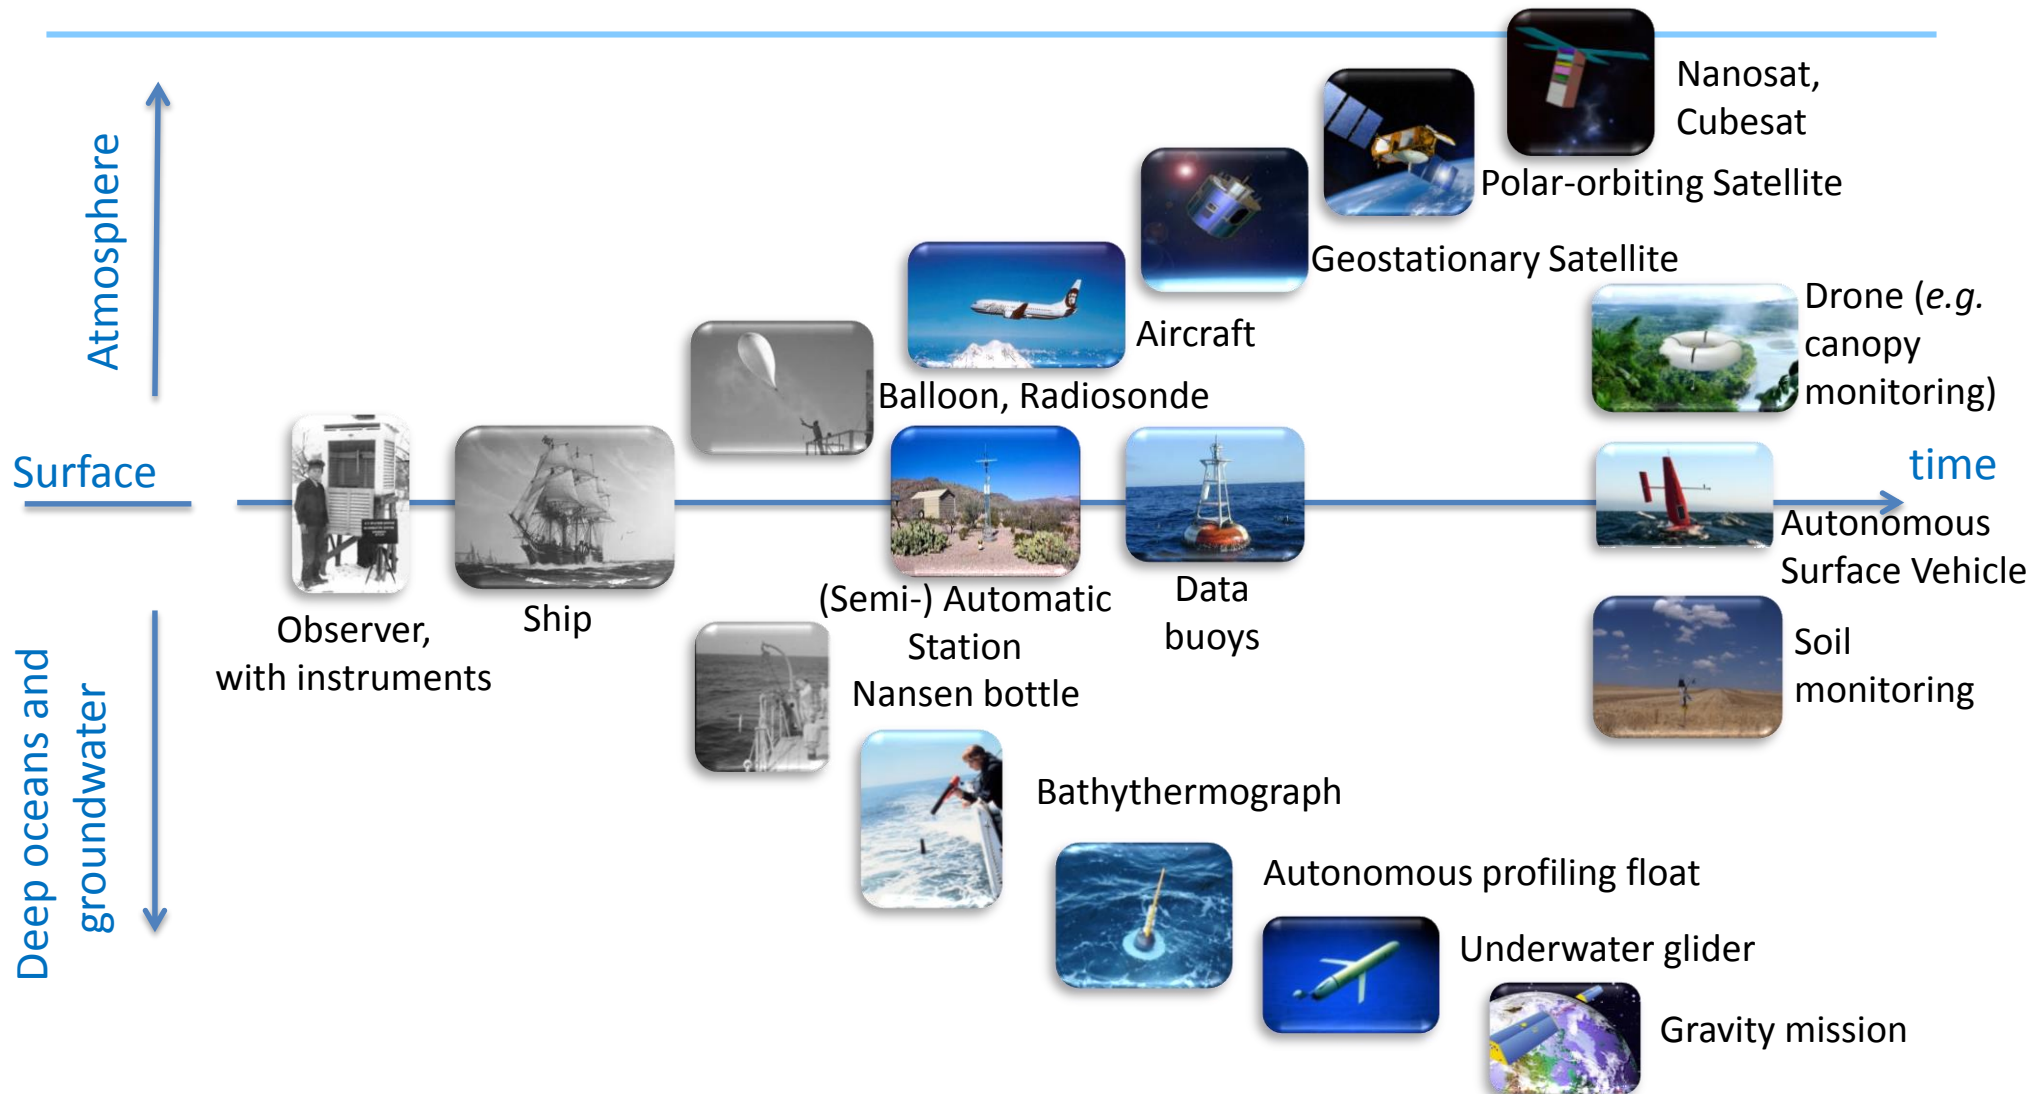 Nanosat,
Cubesat
Polar-orbiting Satellite
Geostationary Satellite
Atmosphere
Aircraft
Drone (e.g.
canopy
monitoring)
Balloon, Radiosonde
Surface
time
Autonomous
Surface Vehicle
Observer,
with instruments
Ship
(Semi-) Automatic
Station
Data
buoys
Soil
monitoring
Nansen bottle
Deep oceans and
groundwater
Bathythermograph
Autonomous profiling float
Underwater glider
Gravity mission